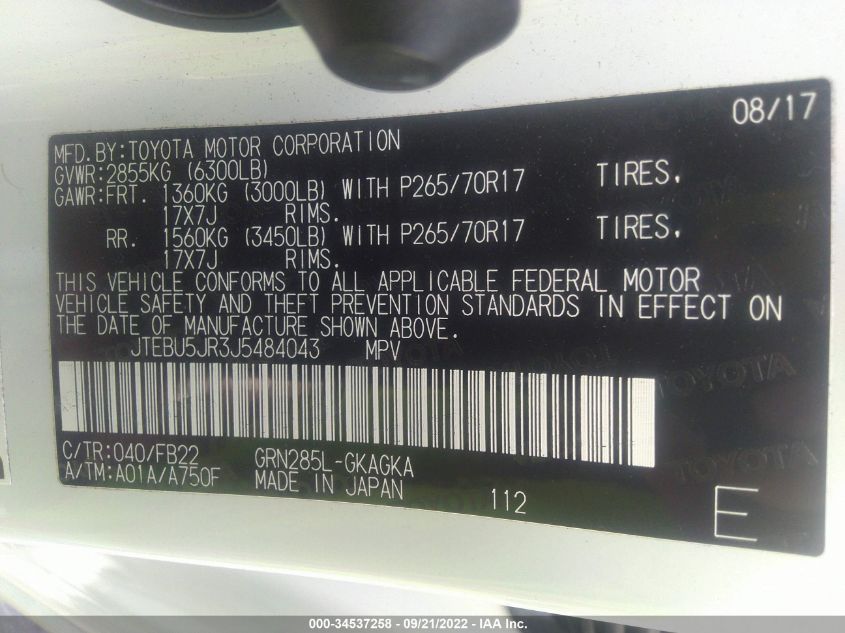 08/17
MFD.BY:TOYOTA MOTOR CORPORATION
GVWR:2855KG (6300LB)
GAWR:FRT. 1360KG (3000LB) WITH P265/70R17 TIRES,
17X7J RIMS.
RR. 1560KG (3450LB) WITH P265/70R17 TIRES,
17X7J RIMS.
THIS VEHICLE CONFORMS TO ALL APPLICABLE FEDERAL MOTOR
VEHICLE SAFETY AND THEFT PREVENTION STANDARDS IN EFFECT ON
THE DATE OF MANUFACTURE SHOWN ABOVE.
JTEBU5JR3J5484043 MPV
C/TR:040/FB22 GRN285L-GKAGKA
A/TM:A01A/A750F MADE IN JAPAN 112 E
TOYOTA
000-34537258 - 09/21/2022 - IAA Inc.